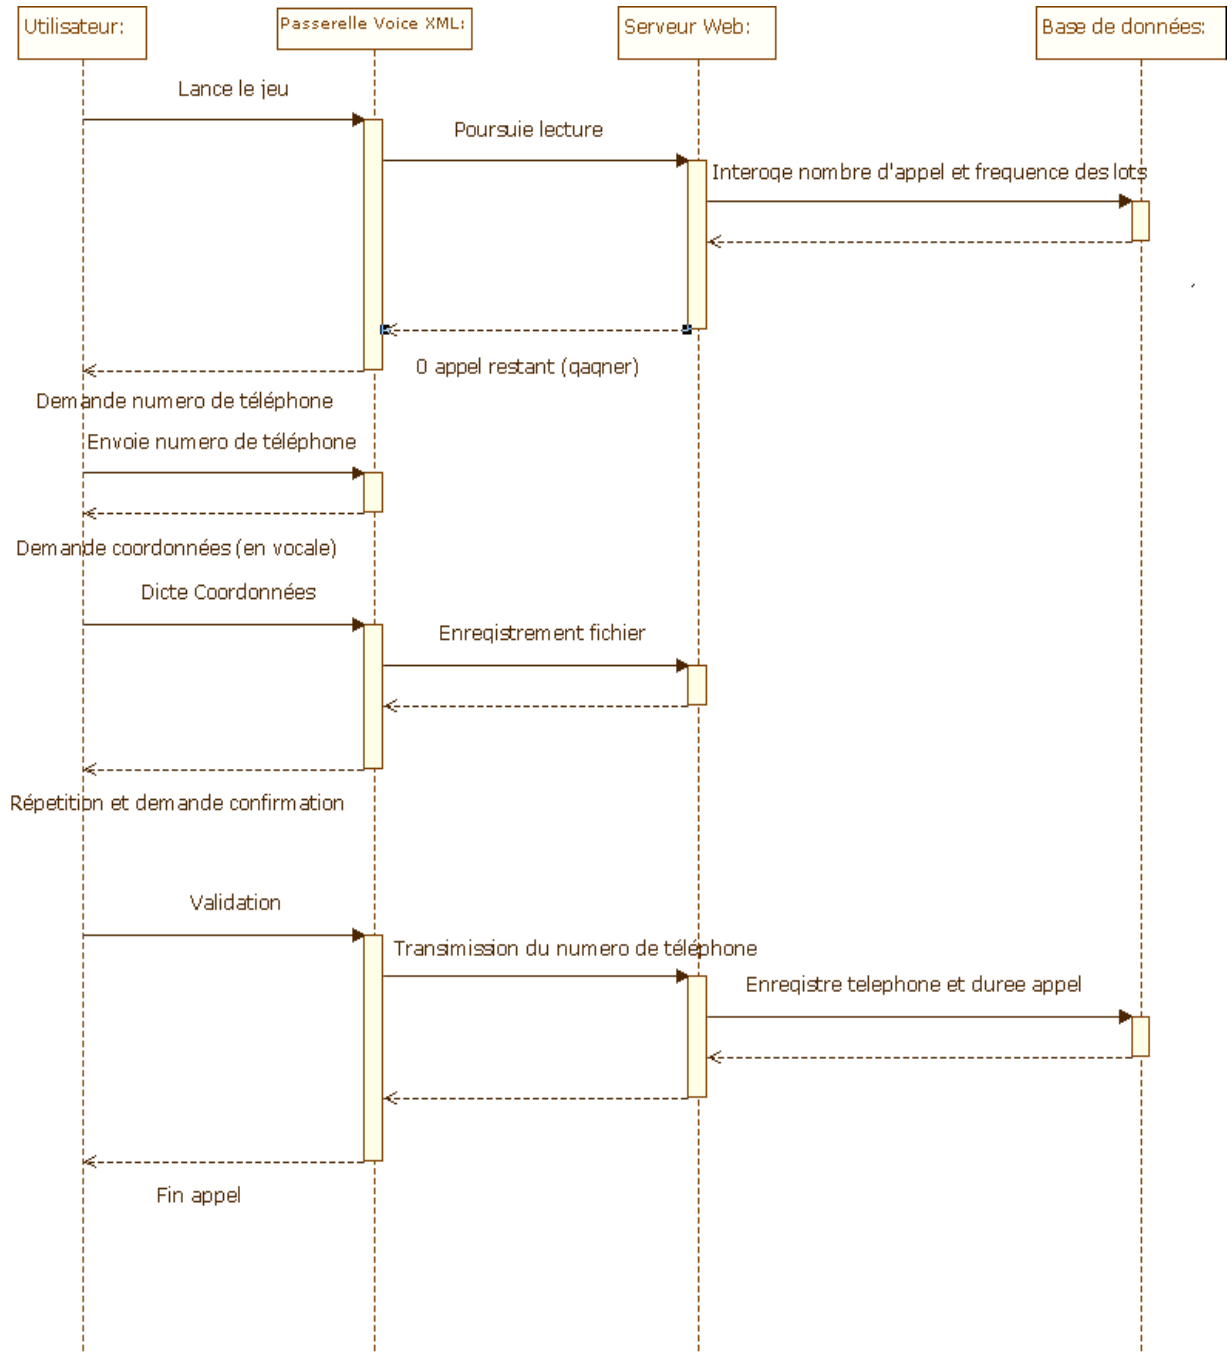 Utilisateur:
Passerelle Voice XML:
Serveur Web:
Base de données:
Lance le jeu
Poursuie lecture
Interoge nombre d'appel et frequence des lots
0 appel restant (gagner)
Demande numero de téléphone
Envoie numero de téléphone
Demande coordonnées (en vocale)
Dicte Coordonnées
Enregistrement fichier
Répetition et demande confirmation
Validation
Transimission du numero de téléphone
Enregistre telephone et duree appel
Fin appel